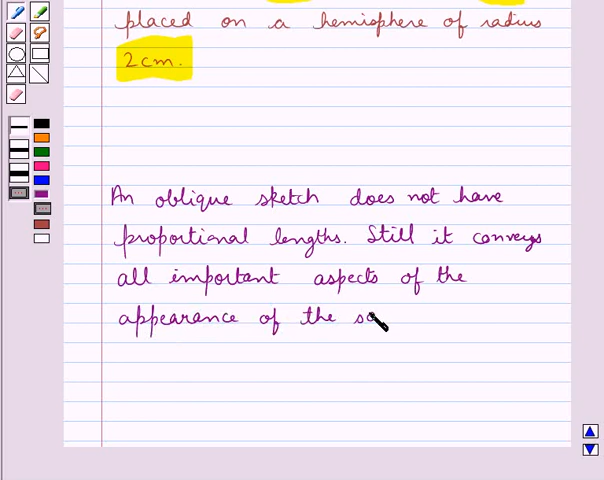 placed on a hemisphere of radius
2cm.
An oblique sketch does not have
proportional lengths. Still it conveys
all important aspects of the
appearance of the so